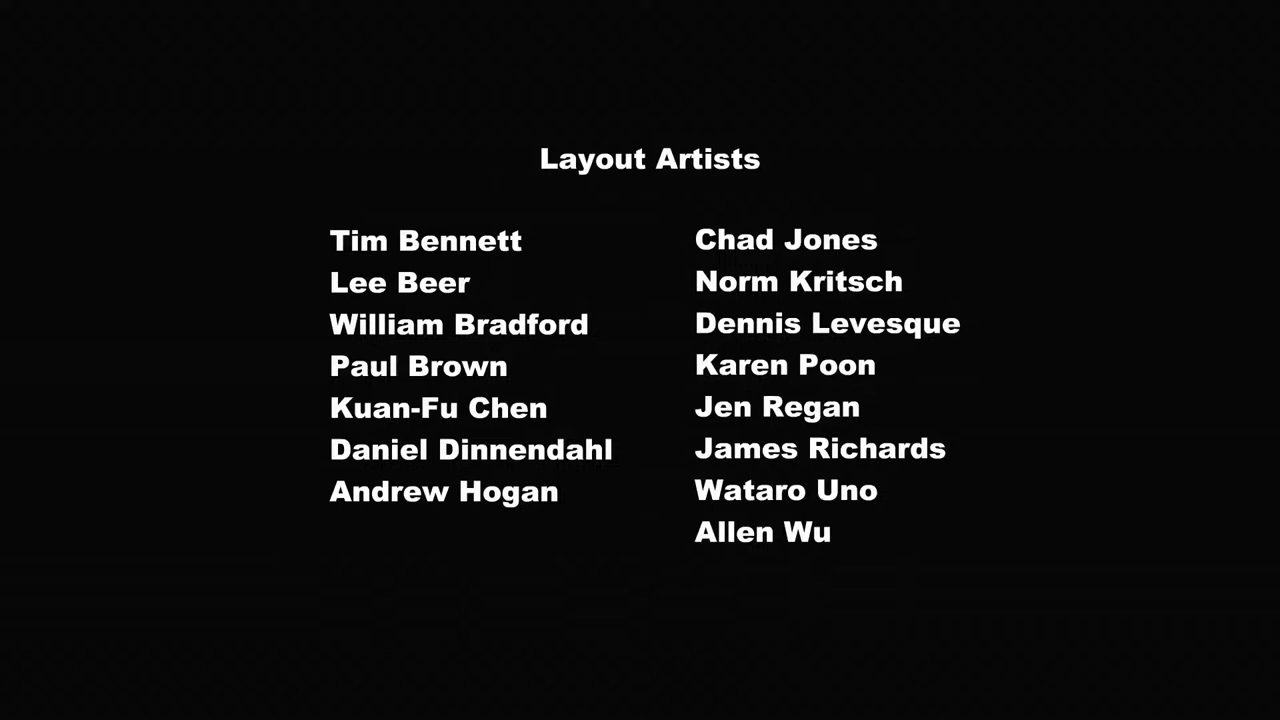 Layout Artists
Tim Bennett
Lee Beer
William Bradford
Paul Brown
Kuan-Fu Chen
Daniel Dinnendahl
Andrew Hogan
Chad Jones
Norm Kritsch
Dennis Levesque
Karen Poon
Jen Regan
James Richards
Wataro Uno
Allen Wu